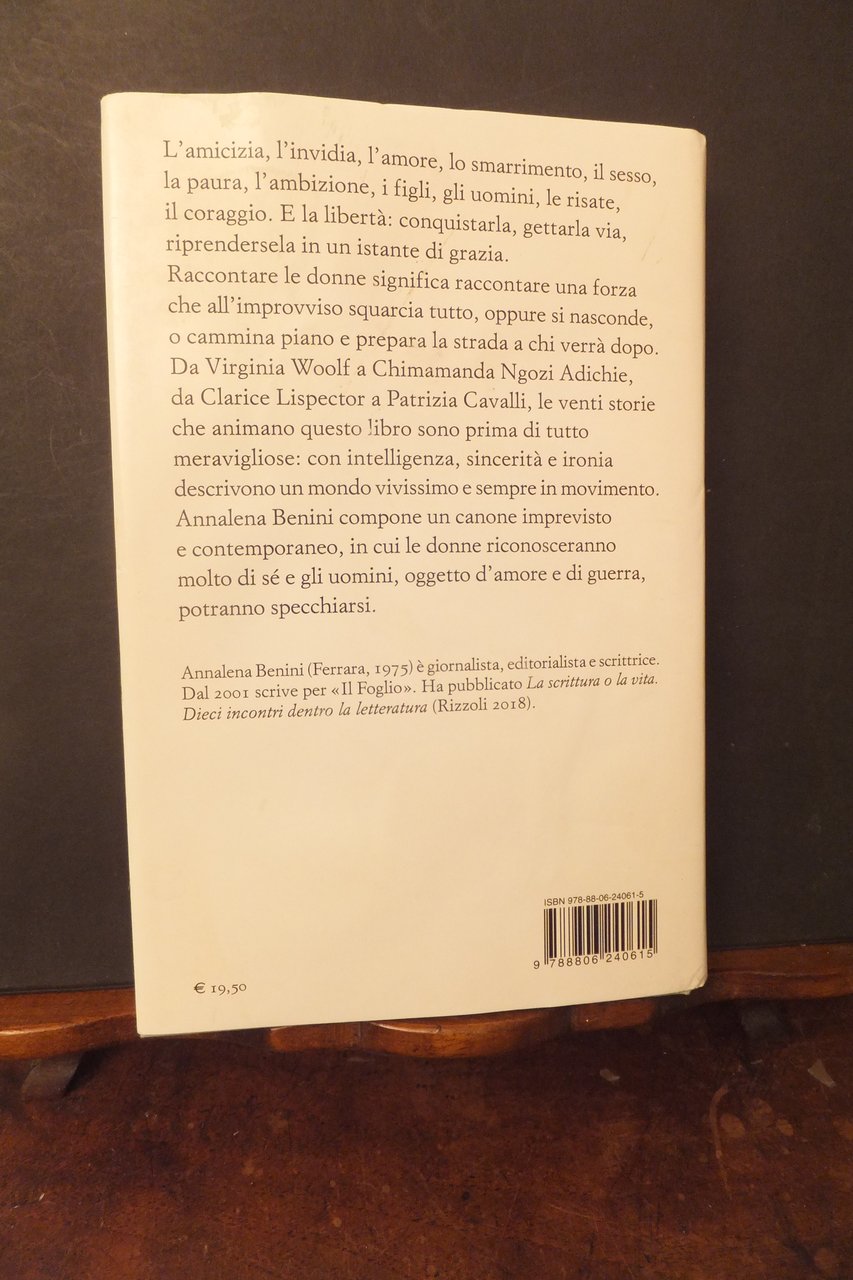 L'amicizia, l'invidia, l'amore, lo smarrimento, il sesso,
la paura, l'ambizione, i figli, gli uomini, le risate,
il coraggio. E la libertà: conquistarla, gettarla via,
riprendersela in un istante di grazia.
Raccontare le donne significa raccontare una forza
che all'improvviso squarcia tutto, oppure si nasconde,
o cammina piano e prepara la strada a chi verrà dopo.
Da Virginia Woolf a Chimamanda Ngozi Adichie,
da Clarice Lispector a Patrizia Cavalli, le venti storie
che animano questo libro sono prima di tutto
meravigliose: con intelligenza, sincerità e ironia
descrivono un mondo vivissimo e sempre in movimento.
Annalena Benini compone un canone imprevisto
e contemporaneo, in cui le donne riconosceranno
molto di sé e gli uomini, oggetto d'amore e di guerra,
potranno specchiarsi.
Annalena Benini (Ferrara, 1975) è giornalista, editorialista e scrittrice.
Dal 2001 scrive per «Il Foglio». Ha pubblicato La scrittura o la vita.
Dieci incontri dentro la letteratura (Rizzoli 2018).
ISBN 978-88-06-24061-5
9 788806 240615
€ 19,50